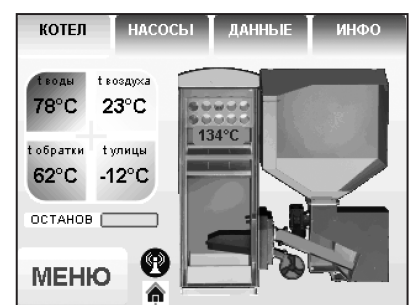 КОТЕЛ НАСОСЫ ДАННЫЕ ИНФО
t воды t воздуха
78°C 23°C
134°C
t обратки t улицы
62°C -12°C
ОСТАНОВ
МЕНЮ